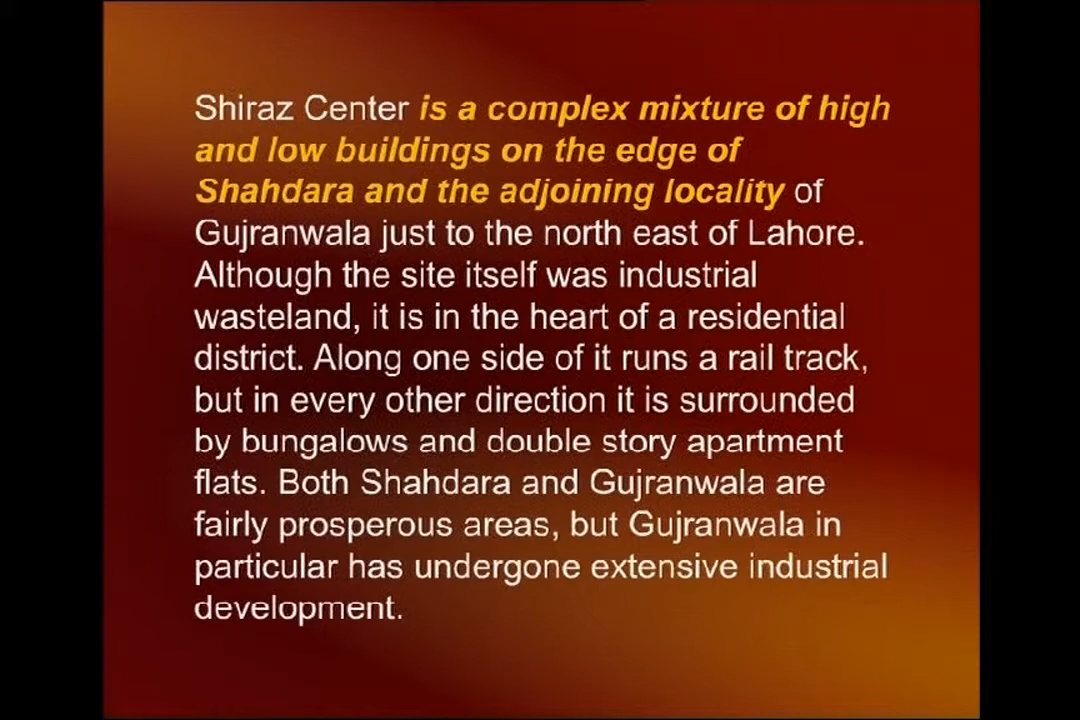 Shiraz Center is a complex mixture of high
and low buildings on the edge of
Shahdara and the adjoining locality of
Gujranwala just to the north east of Lahore.
Although the site itself was industrial
wasteland, it is in the heart of a residential
district. Along one side of it runs a rail track,
but in every other direction it is surrounded
by bungalows and double story apartment
flats. Both Shahdara and Gujranwala are
fairly prosperous areas, but Gujranwala in
particular has undergone extensive industrial
development.